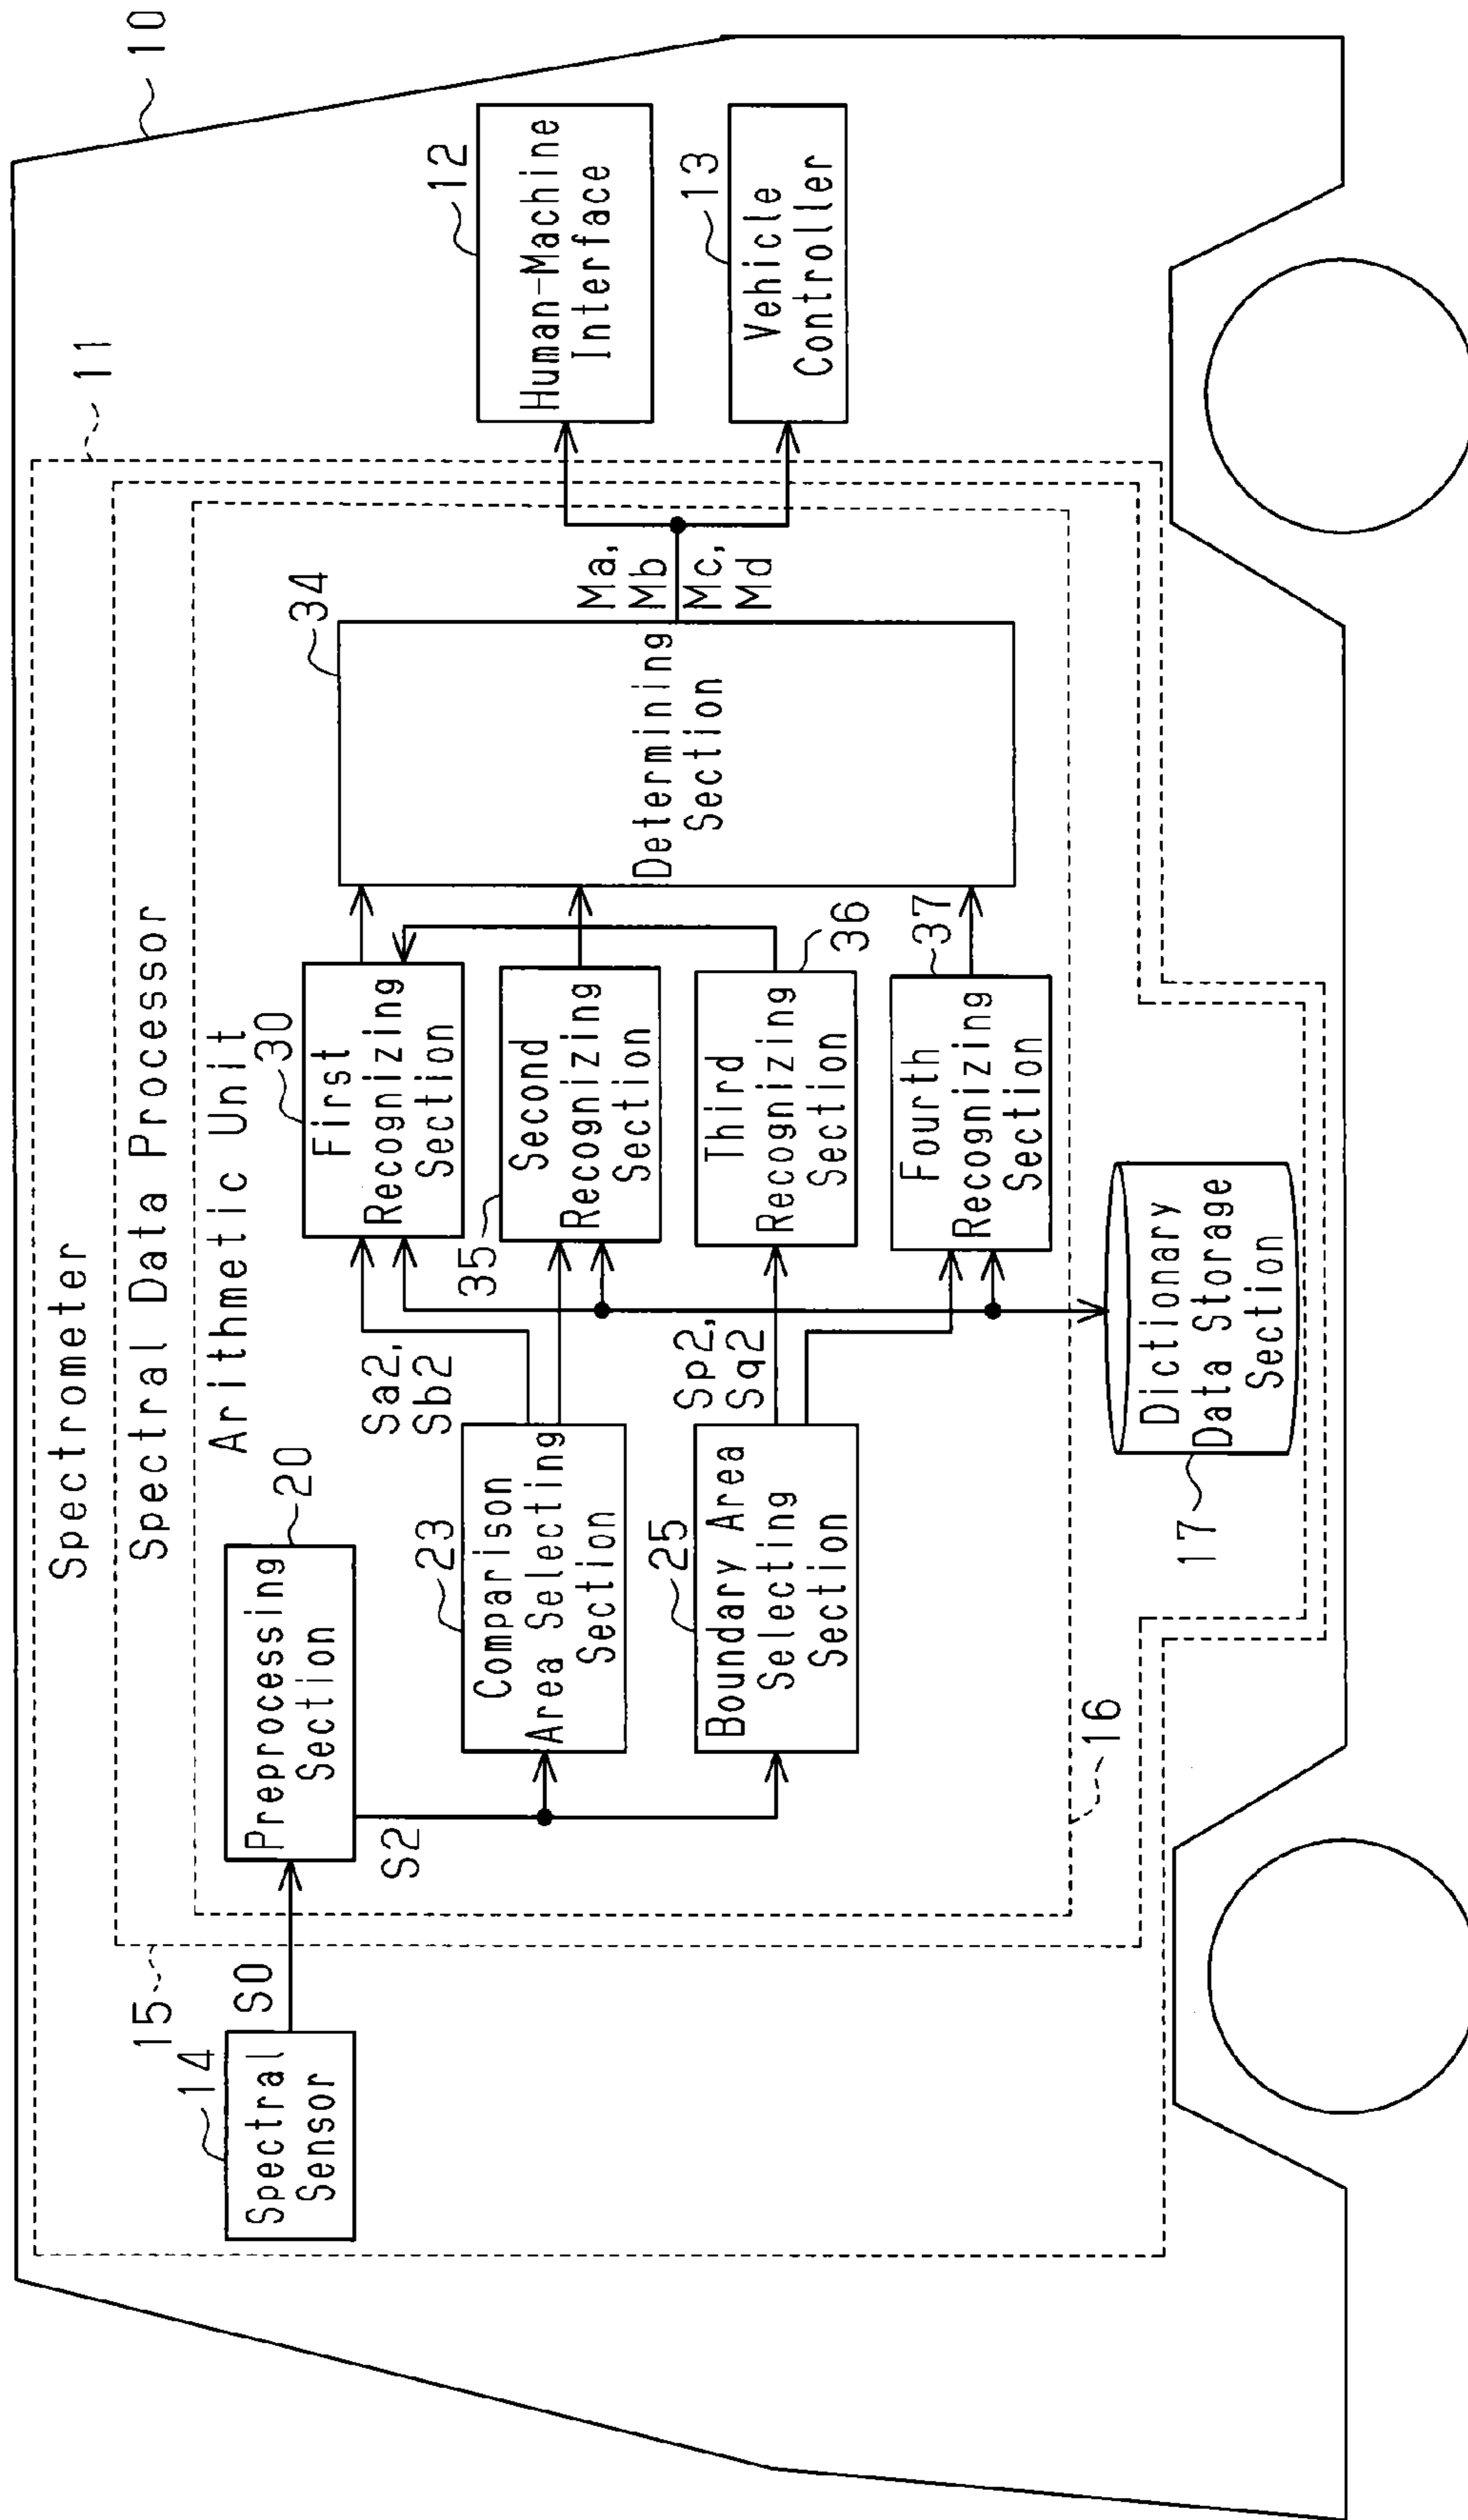 10
Spectrometer
11
Spectral Data Processor
15
Arithmetic Unit
14
Spectral
Sensor
S0
Preprocessing
Section
20
S2
30
First
Recognizing
Section
34
Sa2,
Sb2
23
Comparison
Area Selecting
Section
35
Second
Recognizing
Section
Determining
Section
Ma,
Mb
Mc,
Md
12
Human-Machine
Interface
25
Boundary Area
Selecting
Section
Sp2,
Sq2
Third
Recognizing
Section
36
13
Vehicle
Controller
37
Fourth
Recognizing
Section
16
Dictionary
Data Storage
Section
17